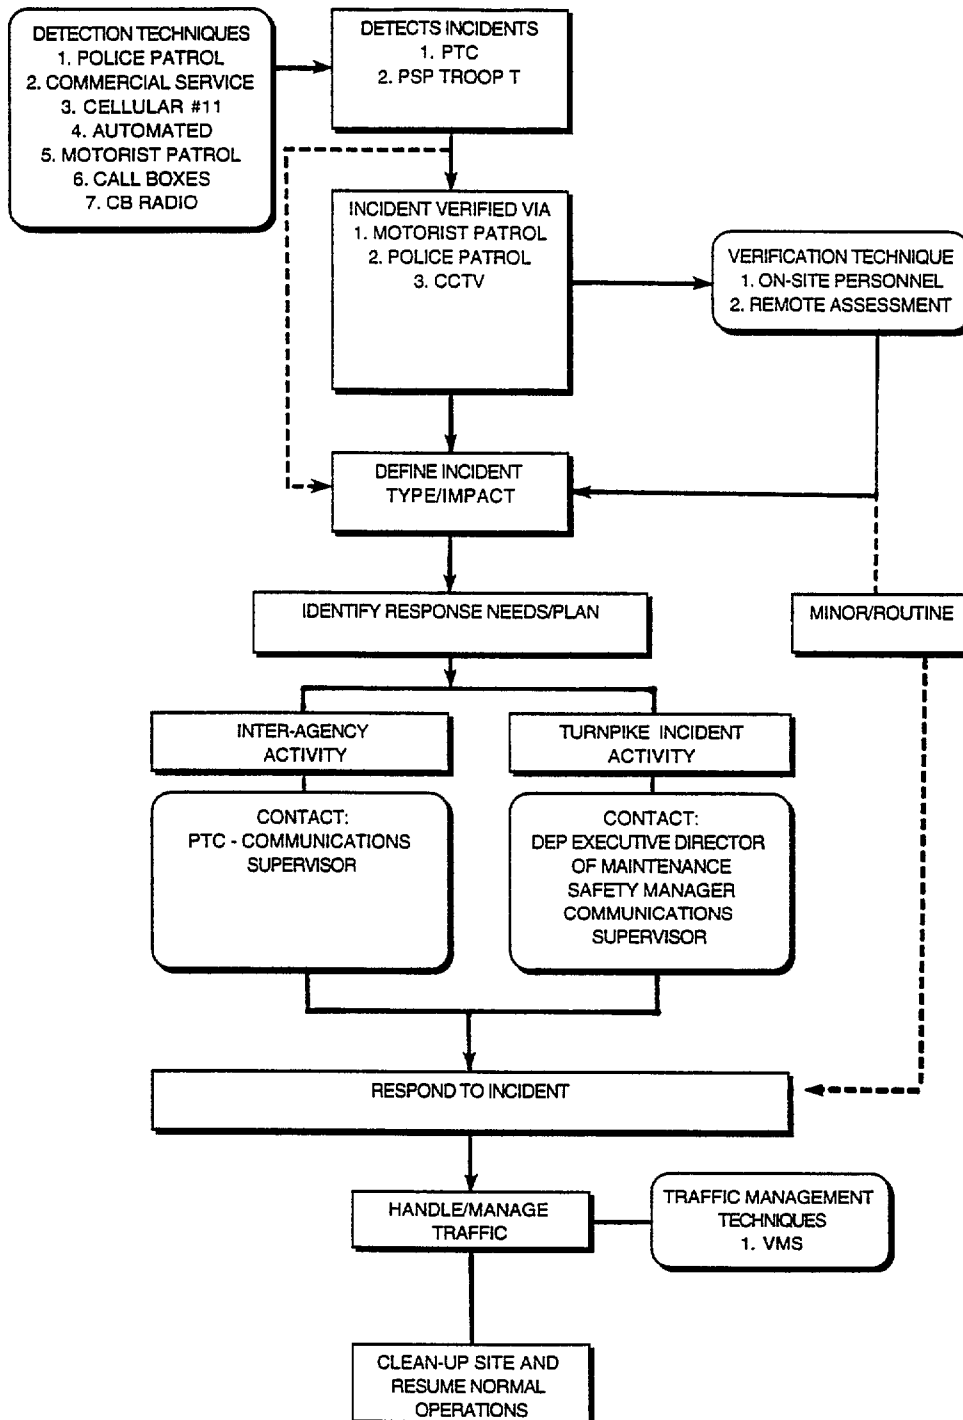 DETECTION TECHNIQUES
1. POLICE PATROL
2. COMMERCIAL SERVICE
3. CELLULAR #11
4. AUTOMATED
5. MOTORIST PATROL
6. CALL BOXES
7. CB RADIO
DETECTS INCIDENTS
1. PTC
2. PSP TROOP T
INCIDENT VERIFIED VIA
1. MOTORIST PATROL
2. POLICE PATROL
3. CCTV
VERIFICATION TECHNIQUE
1. ON-SITE PERSONNEL
2. REMOTE ASSESSMENT
DEFINE INCIDENT
TYPE/IMPACT
IDENTIFY RESPONSE NEEDS/PLAN
MINOR/ROUTINE
INTER-AGENCY
ACTIVITY
TURNPIKE INCIDENT
ACTIVITY
CONTACT:
PTC - COMMUNICATIONS
SUPERVISOR
CONTACT:
DEP EXECUTIVE DIRECTOR
OF MAINTENANCE
SAFETY MANAGER
COMMUNICATIONS
SUPERVISOR
RESPOND TO INCIDENT
HANDLE/MANAGE
TRAFFIC
TRAFFIC MANAGEMENT
TECHNIQUES
1. VMS
CLEAN-UP SITE AND
RESUME NORMAL
OPERATIONS